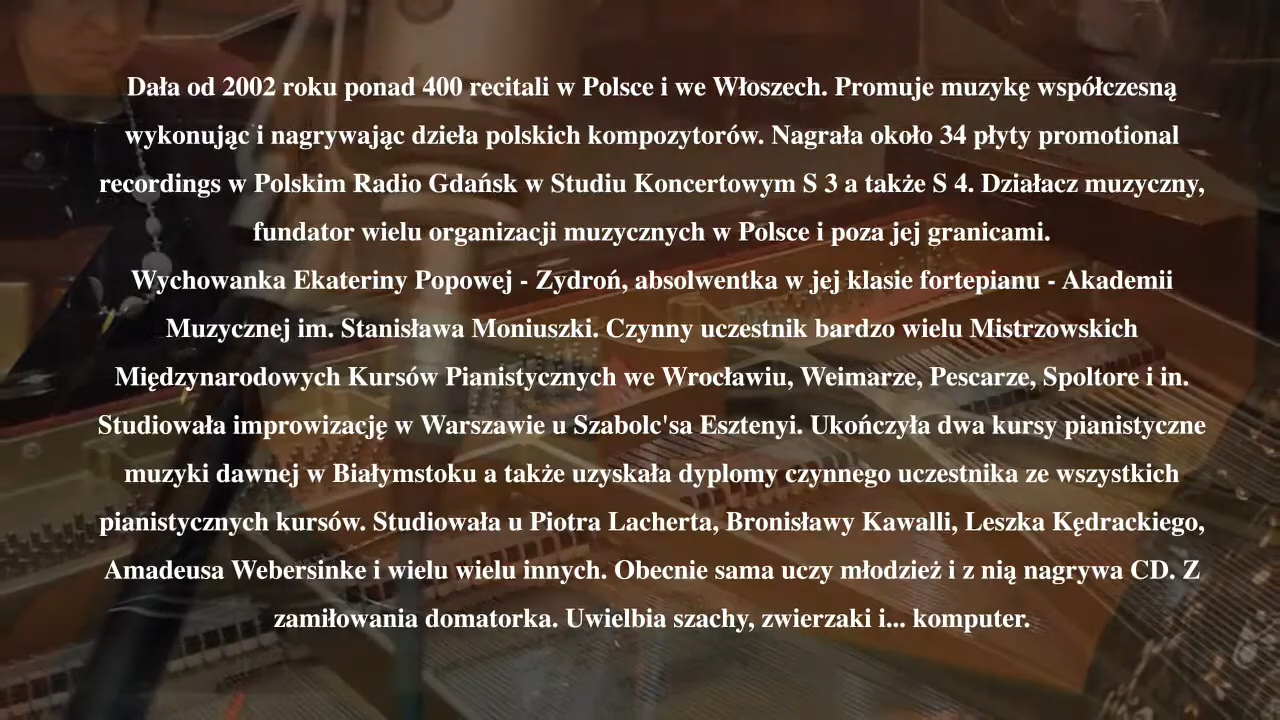 Dała od 2002 roku ponad 400 recitali w Polsce i we Włoszech. Promuje muzykę współczesną
wykonując i nagrywając dzieła polskich kompozytorów. Nagrała około 34 płyty promotional
recordings w Polskim Radio Gdańsk w Studiu Koncertowym S 3 a także S 4. Działacz muzyczny,
fundator wielu organizacji muzycznych w Polsce i poza jej granicami.
Wychowanka Ekateriny Popowej - Zydroń, absolwentka w jej klasie fortepianu - Akademii
Muzycznej im. Stanisława Moniuszki. Czynny uczestnik bardzo wielu Mistrzowskich
Międzynarodowych Kursów Pianistycznych we Wrocławiu, Weimarze, Pescarze, Spoltore i in.
Studiowała improwizację w Warszawie u Szabolc'sa Esztenyi. Ukończyła dwa kursy pianistyczne
muzyki dawnej w Białymstoku a także uzyskała dyplomy czynnego uczestnika ze wszystkich
pianistycznych kursów. Studiowała u Piotra Lacherta, Bronisławy Kawalli, Leszka Kędrackiego,
Amadeusa Webersinke i wielu wielu innych. Obecnie sama uczy młodzież i z nią nagrywa CD. Z
zamiłowania domatorka. Uwielbia szachy, zwierzaki i... komputer.